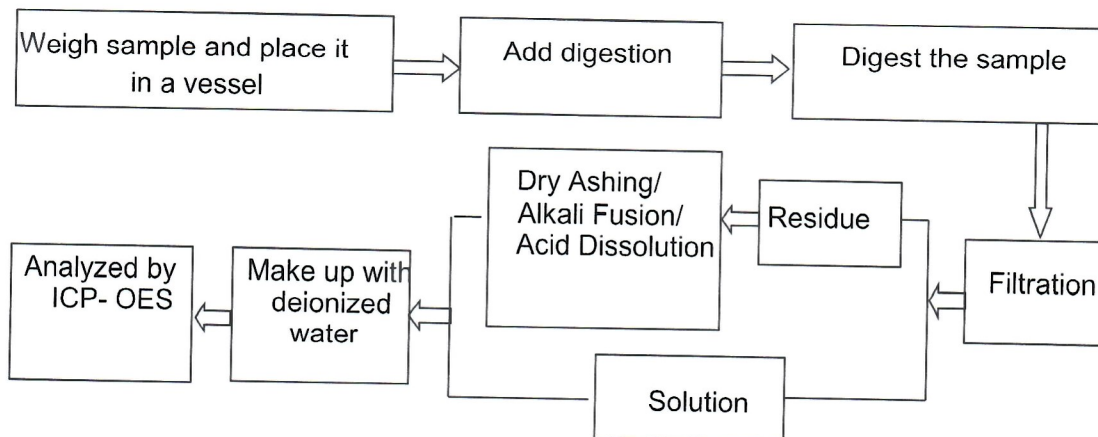 Weigh sample and place it
in a vessel
Add digestion
Digest the sample
Filtration
Residue
Dry Ashing/
Alkali Fusion/
Acid Dissolution
Solution
Make up with
deionized
water
Analyzed by
ICP- OES